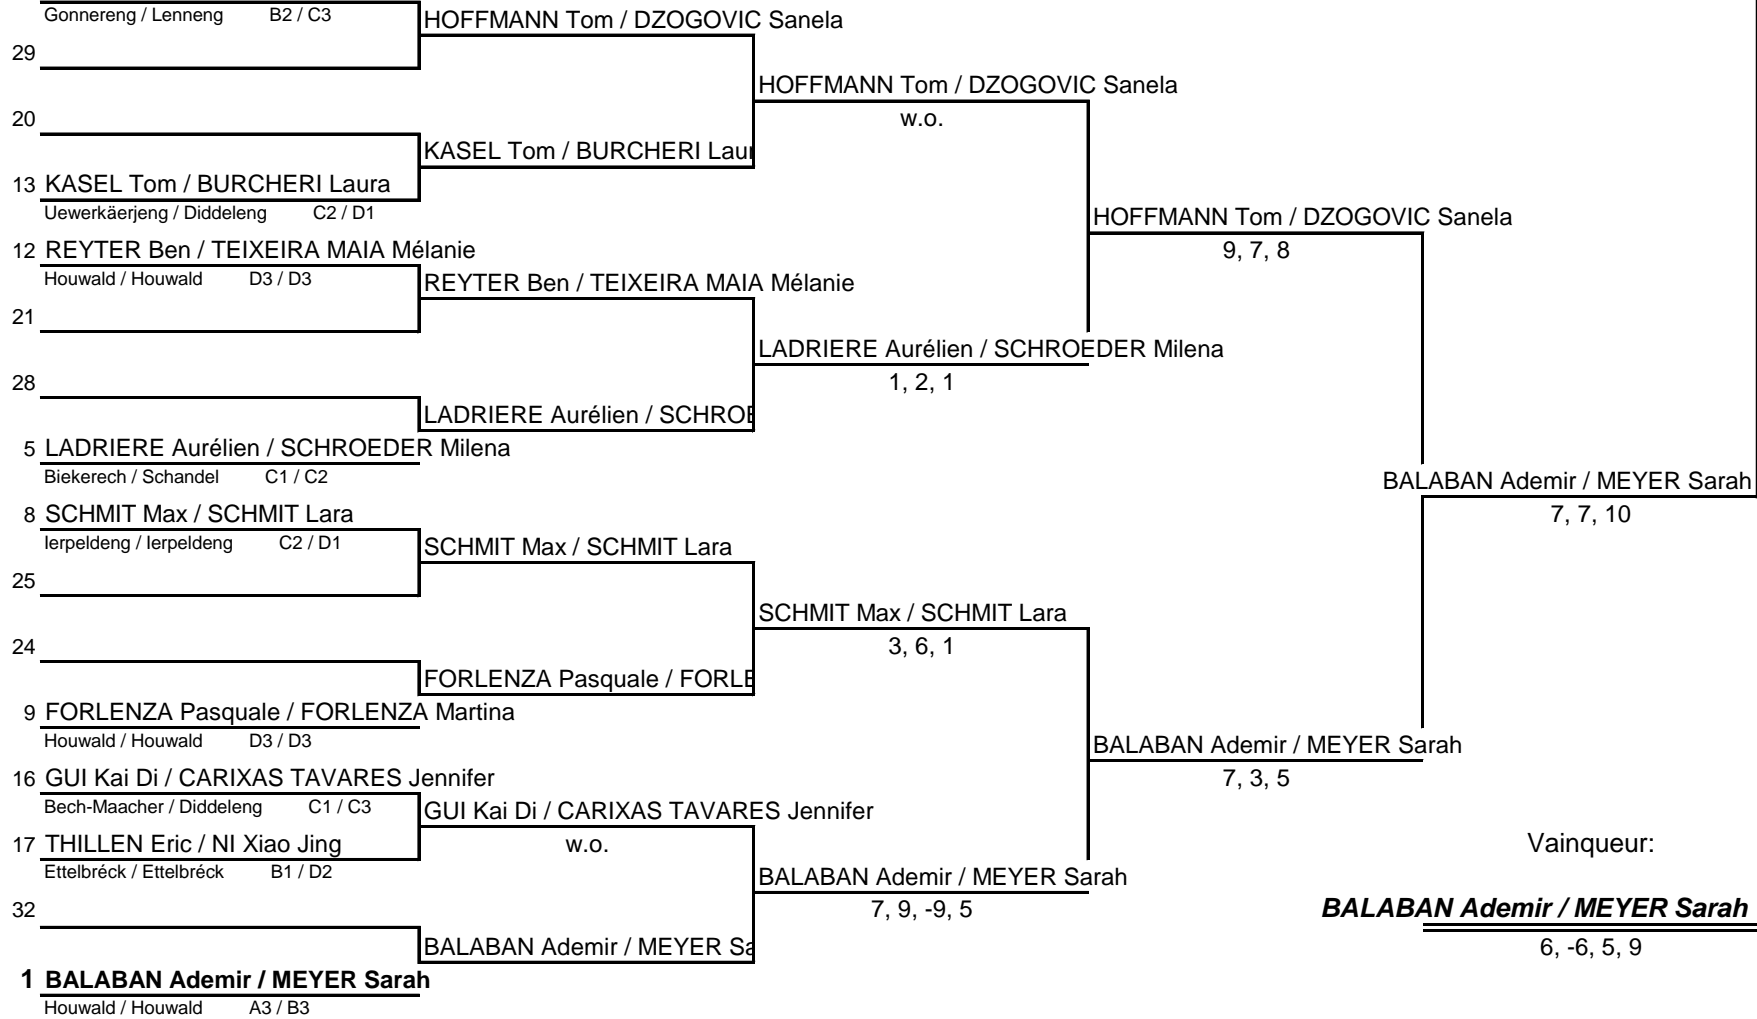 Gonnereng / Lenneng B2 / C3
HOFFMANN Tom / DZOGOVIC Sanela
29
HOFFMANN Tom / DZOGOVIC Sanela
20
w.o.
KASEL Tom / BURCHERI Lau
13 KASEL Tom / BURCHERI Laura
Uewerkäerjeng / Diddeleng C2 / D1
HOFFMANN Tom / DZOGOVIC Sanela
12 REYTER Ben / TEIXEIRA MAIA Mélanie
9, 7, 8
Houwald / Houwald D3 / D3
REYTER Ben / TEIXEIRA MAIA Mélanie
21
LADRIERE Aurélien / SCHROEDER Milena
28
1, 2, 1
LADRIERE Aurélien / SCHROE
5 LADRIERE Aurélien / SCHROEDER Milena
Biekerech / Schandel C1 / C2
BALABAN Ademir / MEYER Sarah
8 SCHMIT Max / SCHMIT Lara
7, 7, 10
Ierpeldeng / Ierpeldeng C2 / D1
SCHMIT Max / SCHMIT Lara
25
SCHMIT Max / SCHMIT Lara
24
3, 6, 1
FORLENZA Pasquale / FORLE
9 FORLENZA Pasquale / FORLENZA Martina
Houwald / Houwald D3 / D3
BALABAN Ademir / MEYER Sarah
16 GUI Kai Di / CARIXAS TAVARES Jennifer
7, 3, 5
Bech-Maacher / Diddeleng C1 / C3
GUI Kai Di / CARIXAS TAVARES Jennifer
17 THILLEN Eric / NI Xiao Jing
w.o.
Vainqueur:
Ettelbréck / Ettelbréck B1 / D2
BALABAN Ademir / MEYER Sarah
32
7, 9, -9, 5
BALABAN Ademir / MEYER Sarah
BALABAN Ademir / MEYER Sa
6, -6, 5, 9
1 BALABAN Ademir / MEYER Sarah
Houwald / Houwald A3 / B3